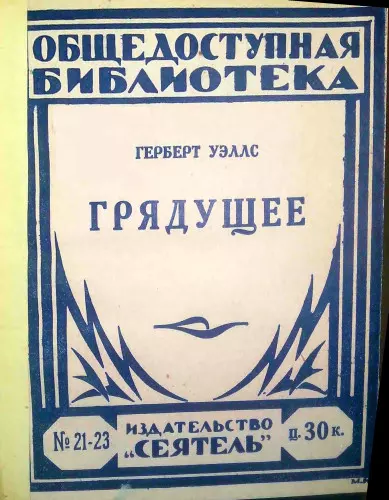 ОБЩЕДОСТУПНАЯ
БИБЛИОТЕКА
ГЕРБЕРТ УЭЛЛС
ГРЯДУЩЕЕ
№ 21-23
ИЗДАТЕЛЬСТВО
„СЕЯТЕЛЬ"
ц. 30 к.